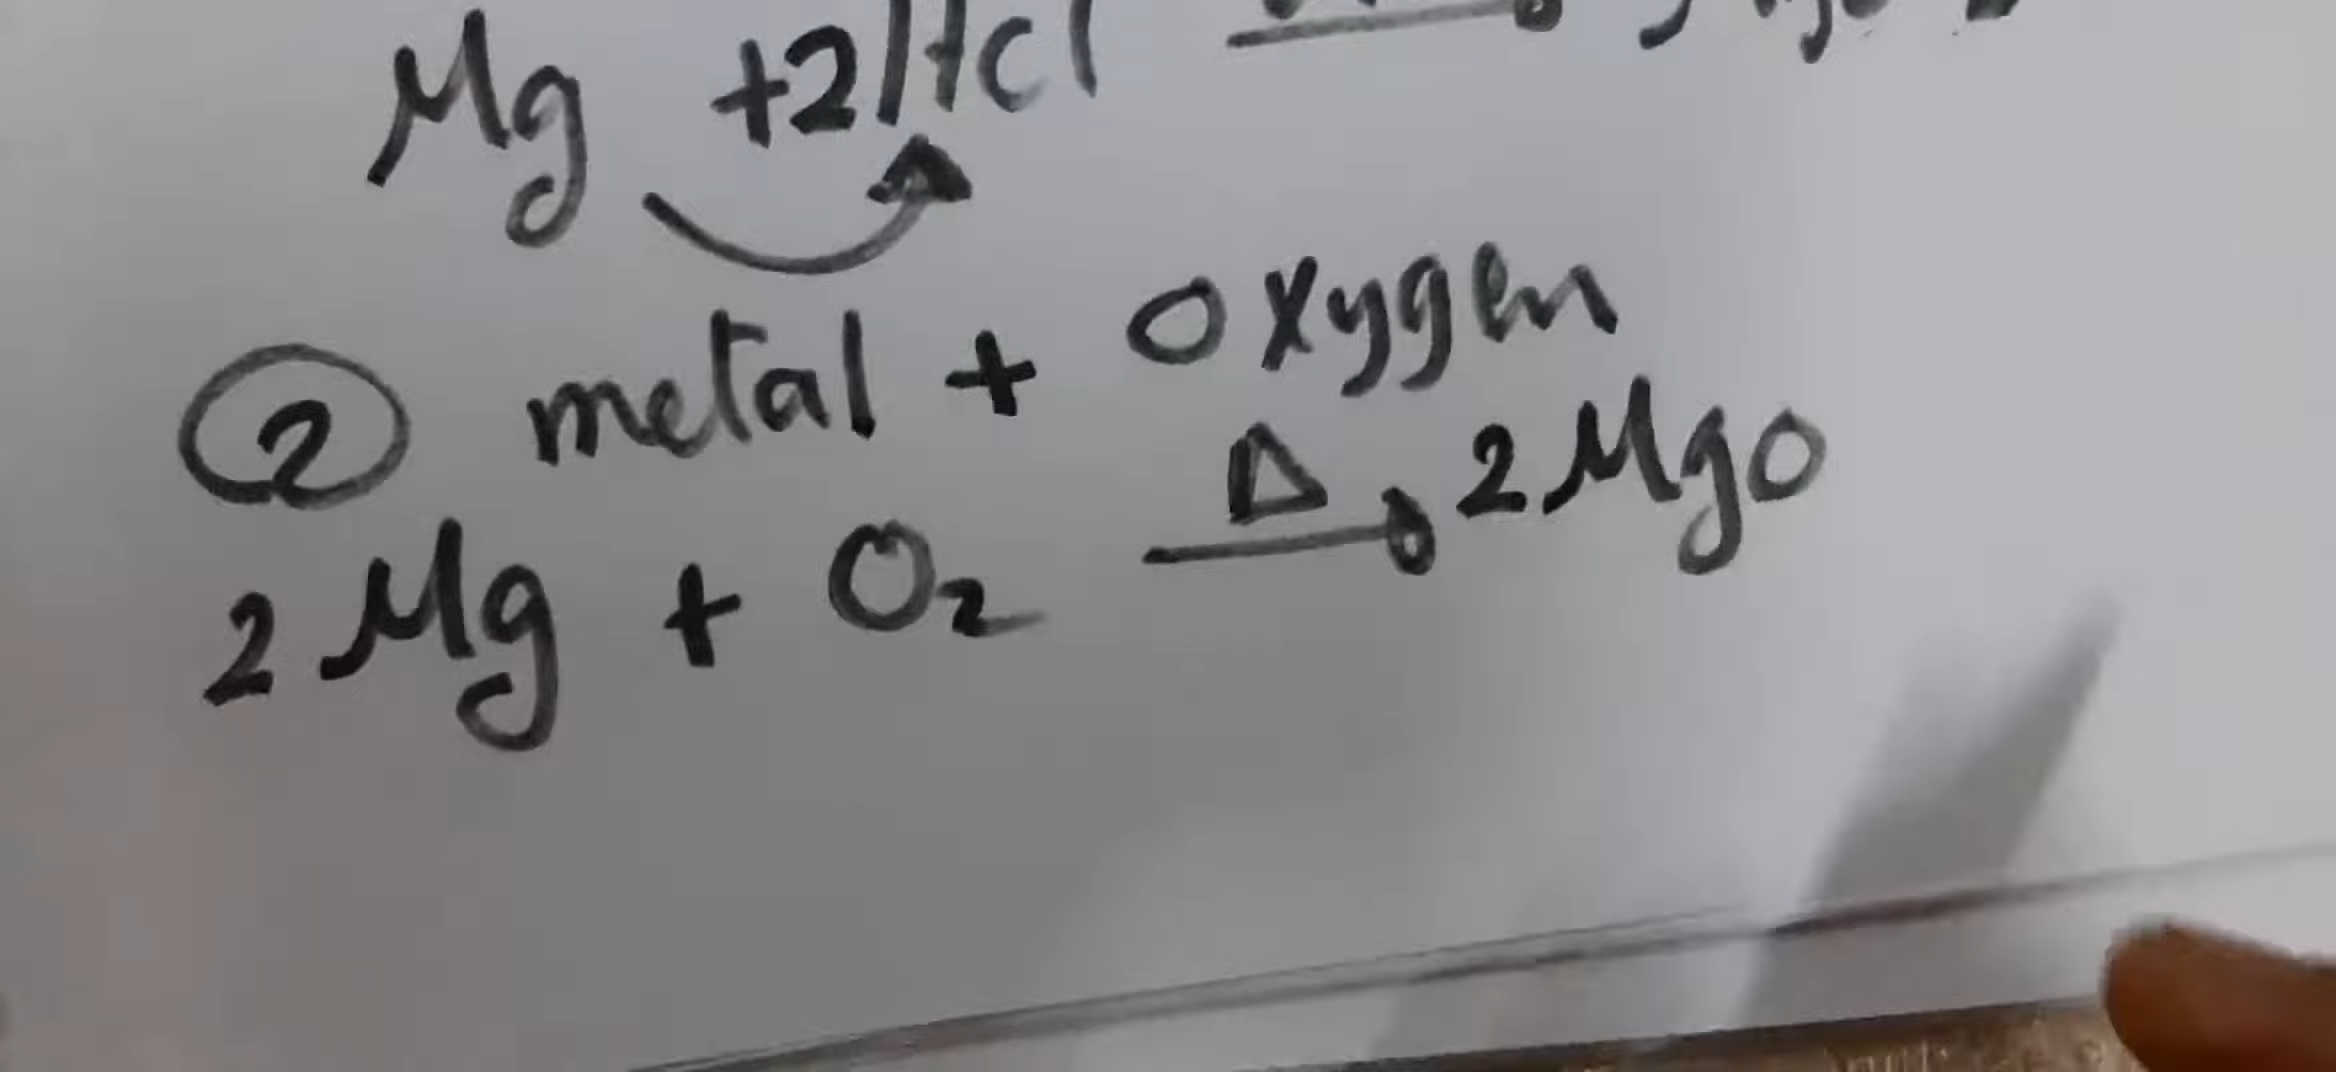 Mg +2HCl
② metal + Oxygen
2Mg + O₂ —Δ→ 2MgO